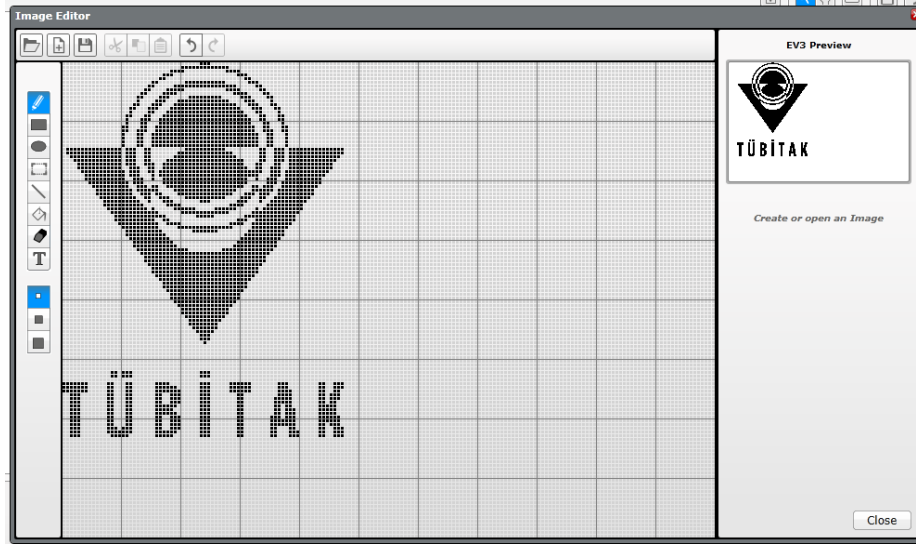 Image Editor
EV3 Preview
TÜBİTAK
Create or open an Image
T
TÜBİTAK
Close